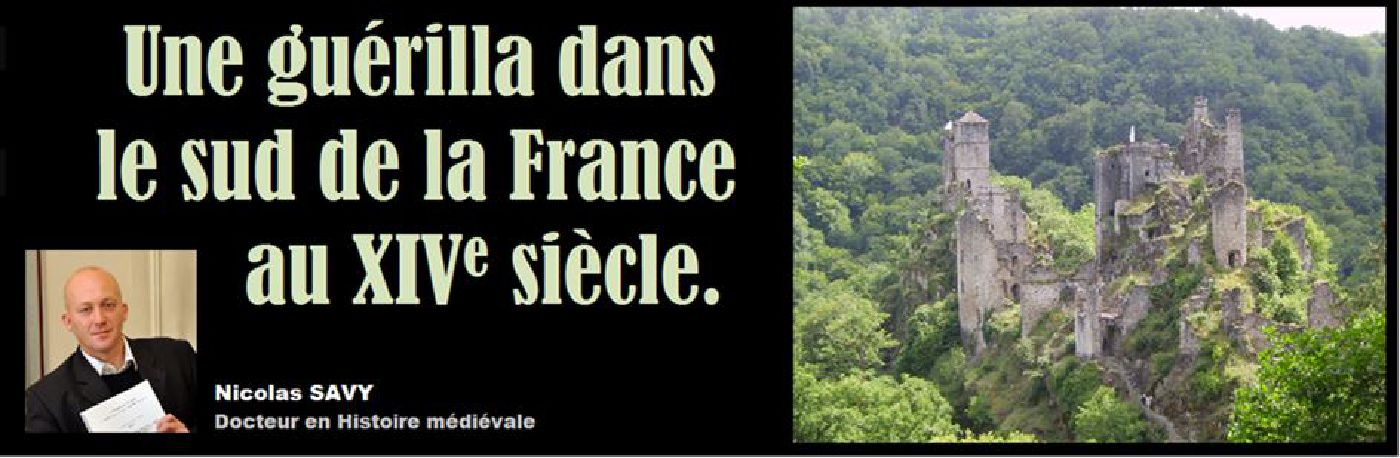 Une guérilla dans
le sud de la France
au XIVe siècle.
Nicolas SAVY
Docteur en Histoire médiévale